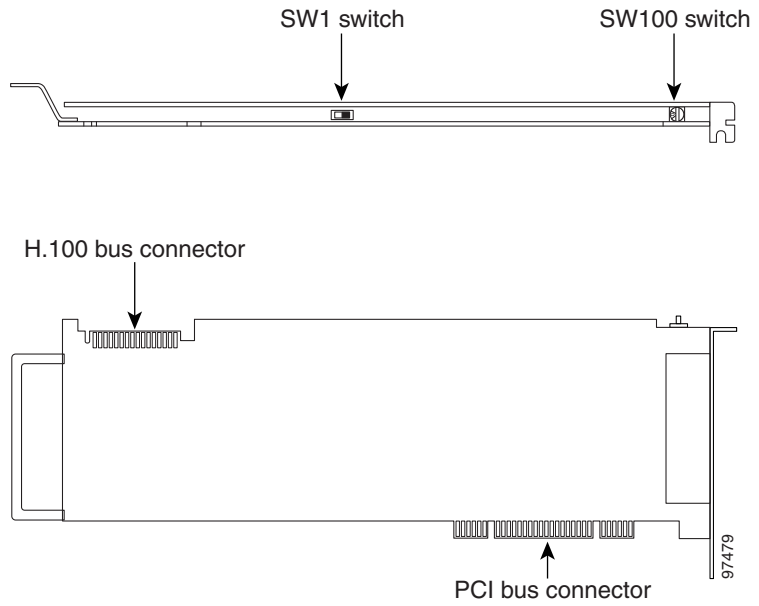 SW1 switch
SW100 switch
H.100 bus connector
PCI bus connector
97479